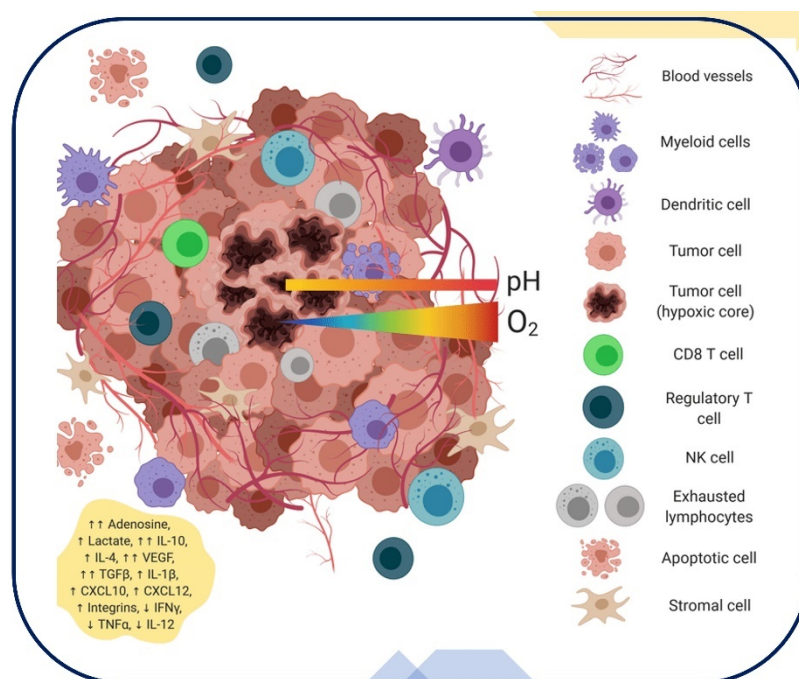 Blood vessels
Myeloid cells
Dendritic cell
Tumor cell
Tumor cell
(hypoxic core)
CD8 T cell
Regulatory T
cell
NK cell
Exhausted
lymphocytes
Apoptotic cell
Stromal cell
pH
O₂
↑↑ Adenosine,
↑ Lactate, ↑↑ IL-10,
↑ IL-4, ↑↑ VEGF,
↑↑ TGFβ, ↑ IL-1β,
↑ CXCL10, ↑ CXCL12,
↑ Integrins, ↓ IFNγ,
↓ TNFα, ↓ IL-12